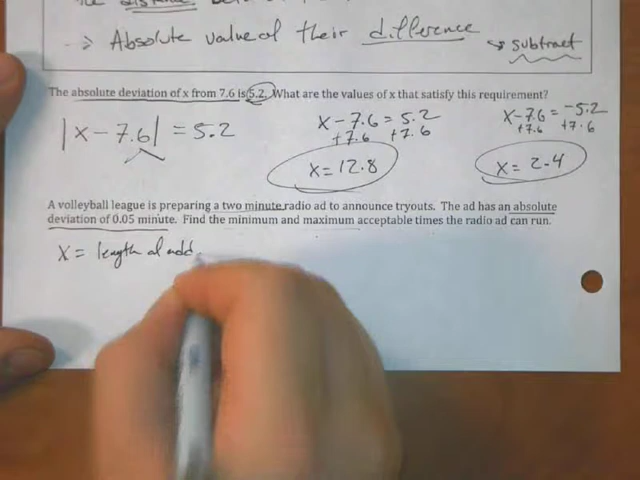 the distance
-> Absolute value of their difference → subtract
The absolute deviation of x from 7.6 is 5.2. What are the values of x that satisfy this requirement?
|x - 7.6| = 5.2
x - 7.6 = 5.2
+7.6 +7.6
x = 12.8
x - 7.6 = -5.2
+7.6 +7.6
x = 2.4
A volleyball league is preparing a two minute radio ad to announce tryouts. The ad has an absolute
deviation of 0.05 minute. Find the minimum and maximum acceptable times the radio ad can run.
x = length of add